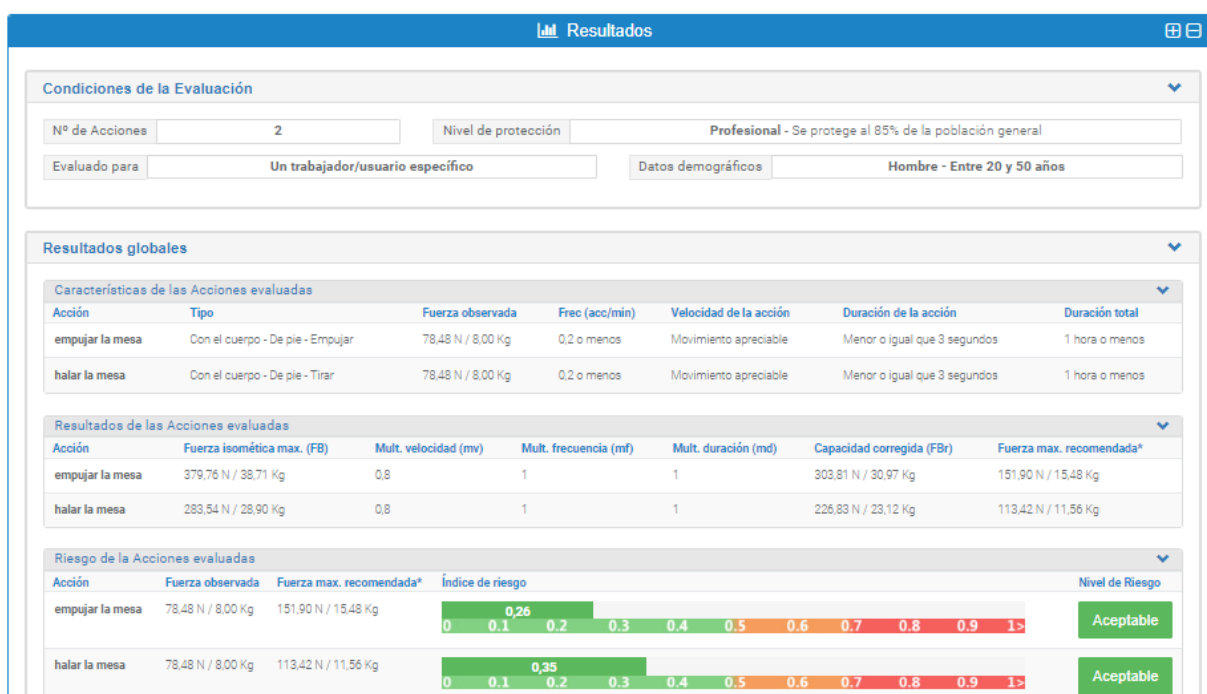 Resultados
Condiciones de la Evaluación
Nº de Acciones 2 Nivel de protección Profesional - Se protege al 85% de la población general
Evaluado para Un trabajador/usuario específico Datos demográficos Hombre - Entre 20 y 50 años
Resultados globales
Características de las Acciones evaluadas
Acción Tipo Fuerza observada Frec (acc/min) Velocidad de la acción Duración de la acción Duración total
empujar la mesa Con el cuerpo - De pie - Empujar 78,48 N / 8,00 Kg 0,2 o menos Movimiento apreciable Menor o igual que 3 segundos 1 hora o menos
halar la mesa Con el cuerpo - De pie - Tirar 78,48 N / 8,00 Kg 0,2 o menos Movimiento apreciable Menor o igual que 3 segundos 1 hora o menos
Resultados de las Acciones evaluadas
Acción Fuerza isomética max. (FB) Mult. velocidad (mv) Mult. frecuencia (mf) Mult. duración (md) Capacidad corregida (FBr) Fuerza max. recomendada*
empujar la mesa 379,76 N / 38,71 Kg 0,8 1 1 303,81 N / 30,97 Kg 151,90 N / 15,48 Kg
halar la mesa 283,54 N / 28,90 Kg 0,8 1 1 226,83 N / 23,12 Kg 113,42 N / 11,56 Kg
Riesgo de la Acciones evaluadas
Acción Fuerza observada Fuerza max. recomendada* Índice de riesgo Nivel de Riesgo
empujar la mesa 78,48 N / 8,00 Kg 151,90 N / 15,48 Kg 0,26 Aceptable
0 0.1 0.2 0.3 0.4 0.5 0.6 0.7 0.8 0.9 1>
halar la mesa 78,48 N / 8,00 Kg 113,42 N / 11,56 Kg 0,35 Aceptable
0 0.1 0.2 0.3 0.4 0.5 0.6 0.7 0.8 0.9 1>